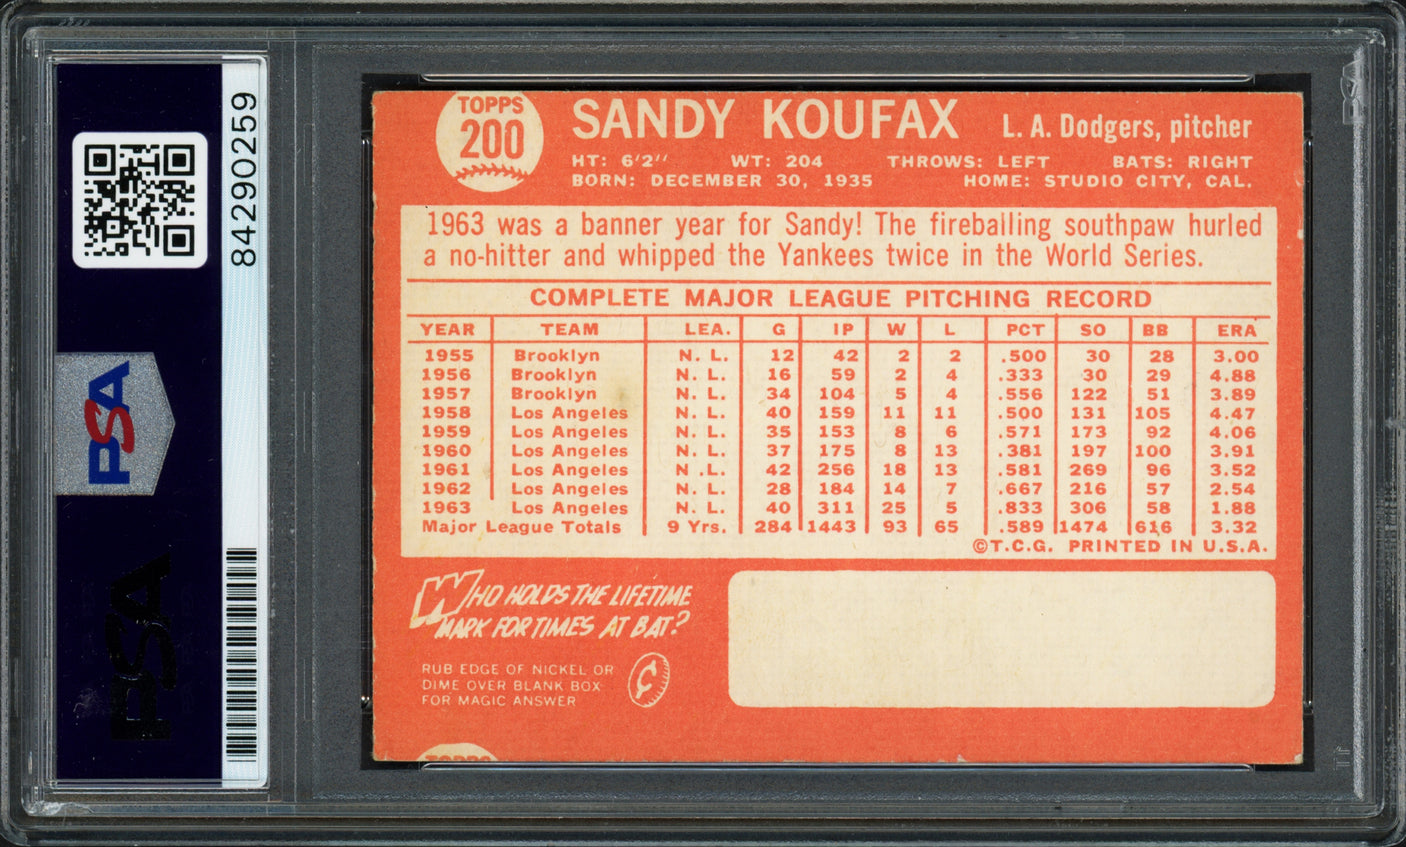 84290259
PSA
PSA
TOPPS
200
SANDY KOUFAX L. A. Dodgers, pitcher
HT: 6'2" WT: 204 THROWS: LEFT BATS: RIGHT
BORN: DECEMBER 30, 1935 HOME: STUDIO CITY, CAL.
1963 was a banner year for Sandy! The fireballing southpaw hurled
a no-hitter and whipped the Yankees twice in the World Series.
COMPLETE MAJOR LEAGUE PITCHING RECORD
YEAR TEAM LEA. G IP W L PCT SO BB ERA
1955 Brooklyn N. L. 12 42 2 2 .500 30 28 3.00
1956 Brooklyn N. L. 16 59 2 4 .333 30 29 4.88
1957 Brooklyn N. L. 34 104 5 4 .556 122 51 3.89
1958 Los Angeles N. L. 40 159 11 11 .500 131 105 4.47
1959 Los Angeles N. L. 35 153 8 6 .571 173 92 4.06
1960 Los Angeles N. L. 37 175 8 13 .381 197 100 3.91
1961 Los Angeles N .L. 42 256 18 13 .581 269 96 3.52
1962 Los Angeles N. L. 28 184 14 7 .667 216 57 2.54
1963 Los Angeles N. L. 40 311 25 5 .833 306 58 1.88
Major League Totals 9 Yrs. 284 1443 93 65 .589 1474 616 3.32
©T.C.G. PRINTED IN U.S.A.
WHO HOLDS THE LIFETIME
MARK FOR TIMES AT BAT?
RUB EDGE OF NICKEL OR
DIME OVER BLANK BOX
FOR MAGIC ANSWER
¢
TOPPS